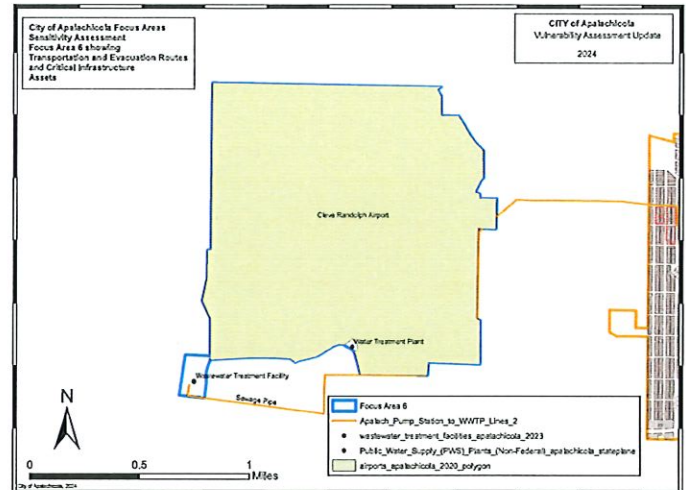 City of Apalachicola Focus Areas
Sensitivity Assessment
Focus Area 6 showing
Transportation and Evacuation Routes
and Critical Infrastructure
Assets
CITY of Apalachicola
Vulnerability Assessment Update
2024
Cleve Randolph Airport
Water Treatment Plant
Wastewater Treatment Facility
Sewage Pipe
N
0 0.5 1
Miles
Focus Area 6
Apalach_Pump_Station_to_WWTP_Lines_2
wastewater_treatment_facilities_apalachicola_2023
Public_Water_Supply_(PWS)_Plants_(Non-Federal)_apalachicola_stateplane
airports_apalachicola_2020_polygon
City of Apalachicola, 2024